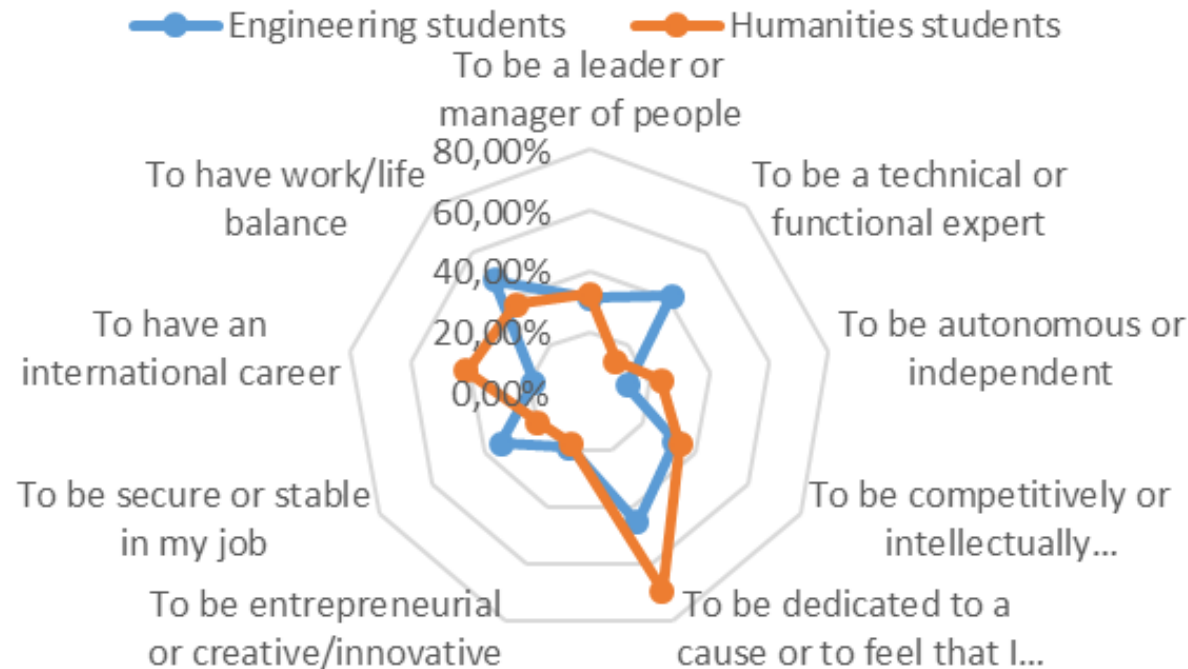 Engineering students
Humanities students
To be a leader or
manager of people
80,00%
60,00%
40,00%
20,00%
0,00%
To be a technical or
functional expert
To be autonomous or
independent
To be competitively or
intellectually...
To be dedicated to a
cause or to feel that I...
To be entrepreneurial
or creative/innovative
To be secure or stable
in my job
To have an
international career
To have work/life
balance